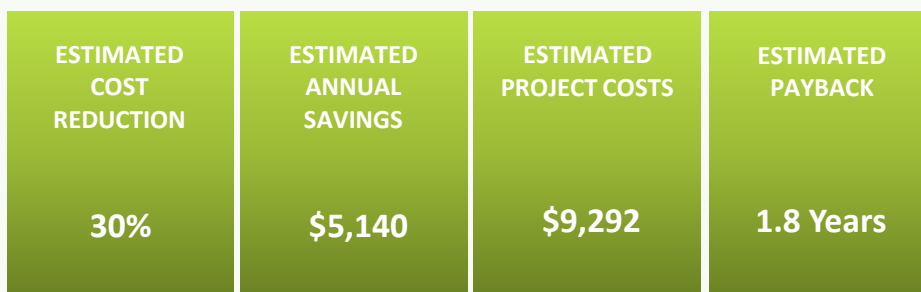 ESTIMATED
COST
REDUCTION
30%
ESTIMATED
ANNUAL
SAVINGS
$5,140
ESTIMATED
PROJECT COSTS
$9,292
ESTIMATED
PAYBACK
1.8 Years